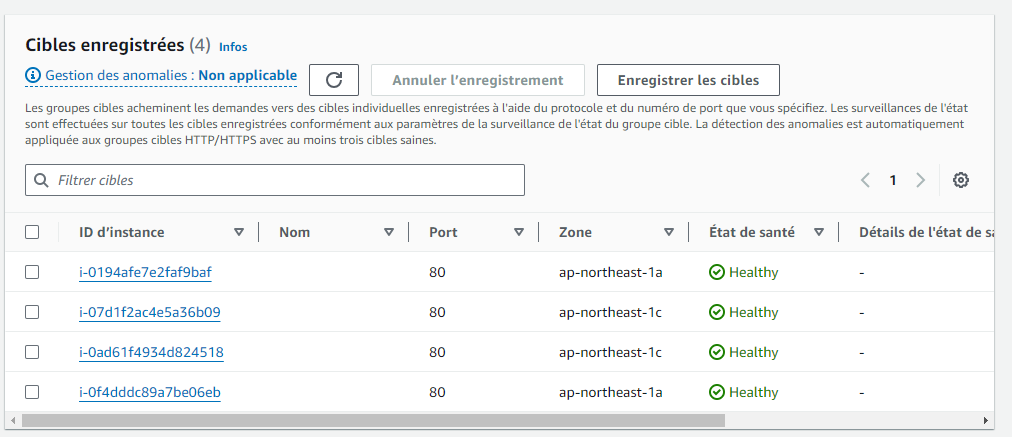 Cibles enregistrées (4) Infos
Gestion des anomalies : Non applicable Annuler l'enregistrement Enregistrer les cibles
Les groupes cibles acheminent les demandes vers des cibles individuelles enregistrées à l'aide du protocole et du numéro de port que vous spécifiez. Les surveillances de l'état
sont effectuées sur toutes les cibles enregistrées conformément aux paramètres de la surveillance de l'état du groupe cible. La détection des anomalies est automatiquement
appliquée aux groupes cibles HTTP/HTTPS avec au moins trois cibles saines.
Filtrer cibles 1
ID d'instance Nom Port Zone État de santé Détails de l'état de
i-0194afe7e2faf9baf 80 ap-northeast-1a Healthy -
i-07d1f2ac4e5a36b09 80 ap-northeast-1c Healthy -
i-0ad61f4934d824518 80 ap-northeast-1c Healthy -
i-0f4dddc89a7be06eb 80 ap-northeast-1a Healthy -